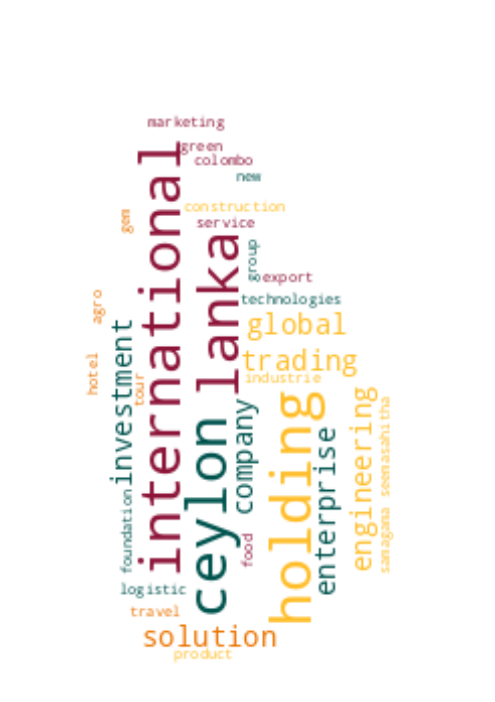 marketing
green
colombo
new
international
gem
construction
service
lanka
group
export
technologies
agro
global
investment
trading
hotel
tour
industrie
holding
engineering
samagama seemasahitha
company
ceylon
enterprise
foundation
food
logistic
travel
solution
product